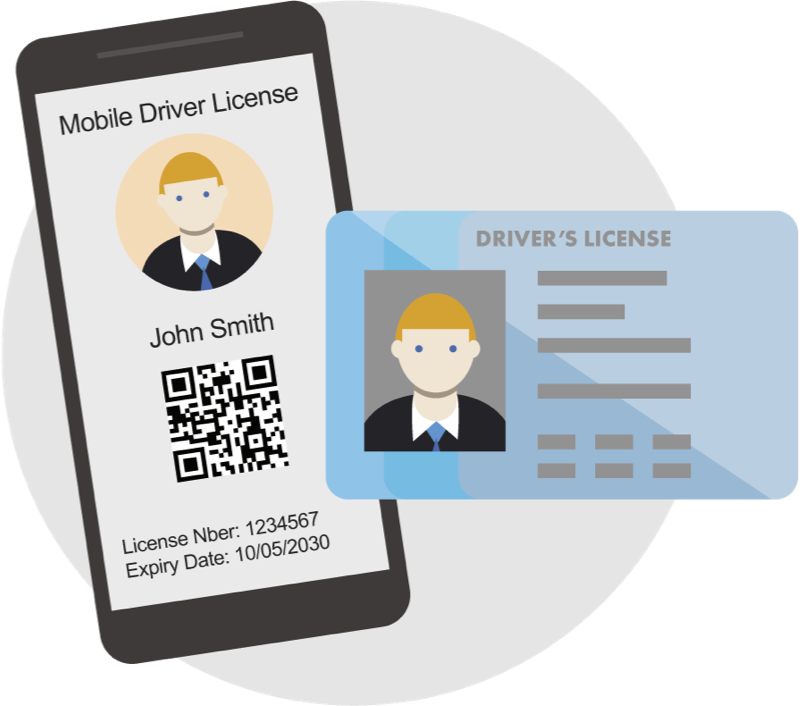 Mobile Driver License
John Smith
License Nber: 1234567
Expiry Date: 10/05/2030
DRIVER'S LICENSE